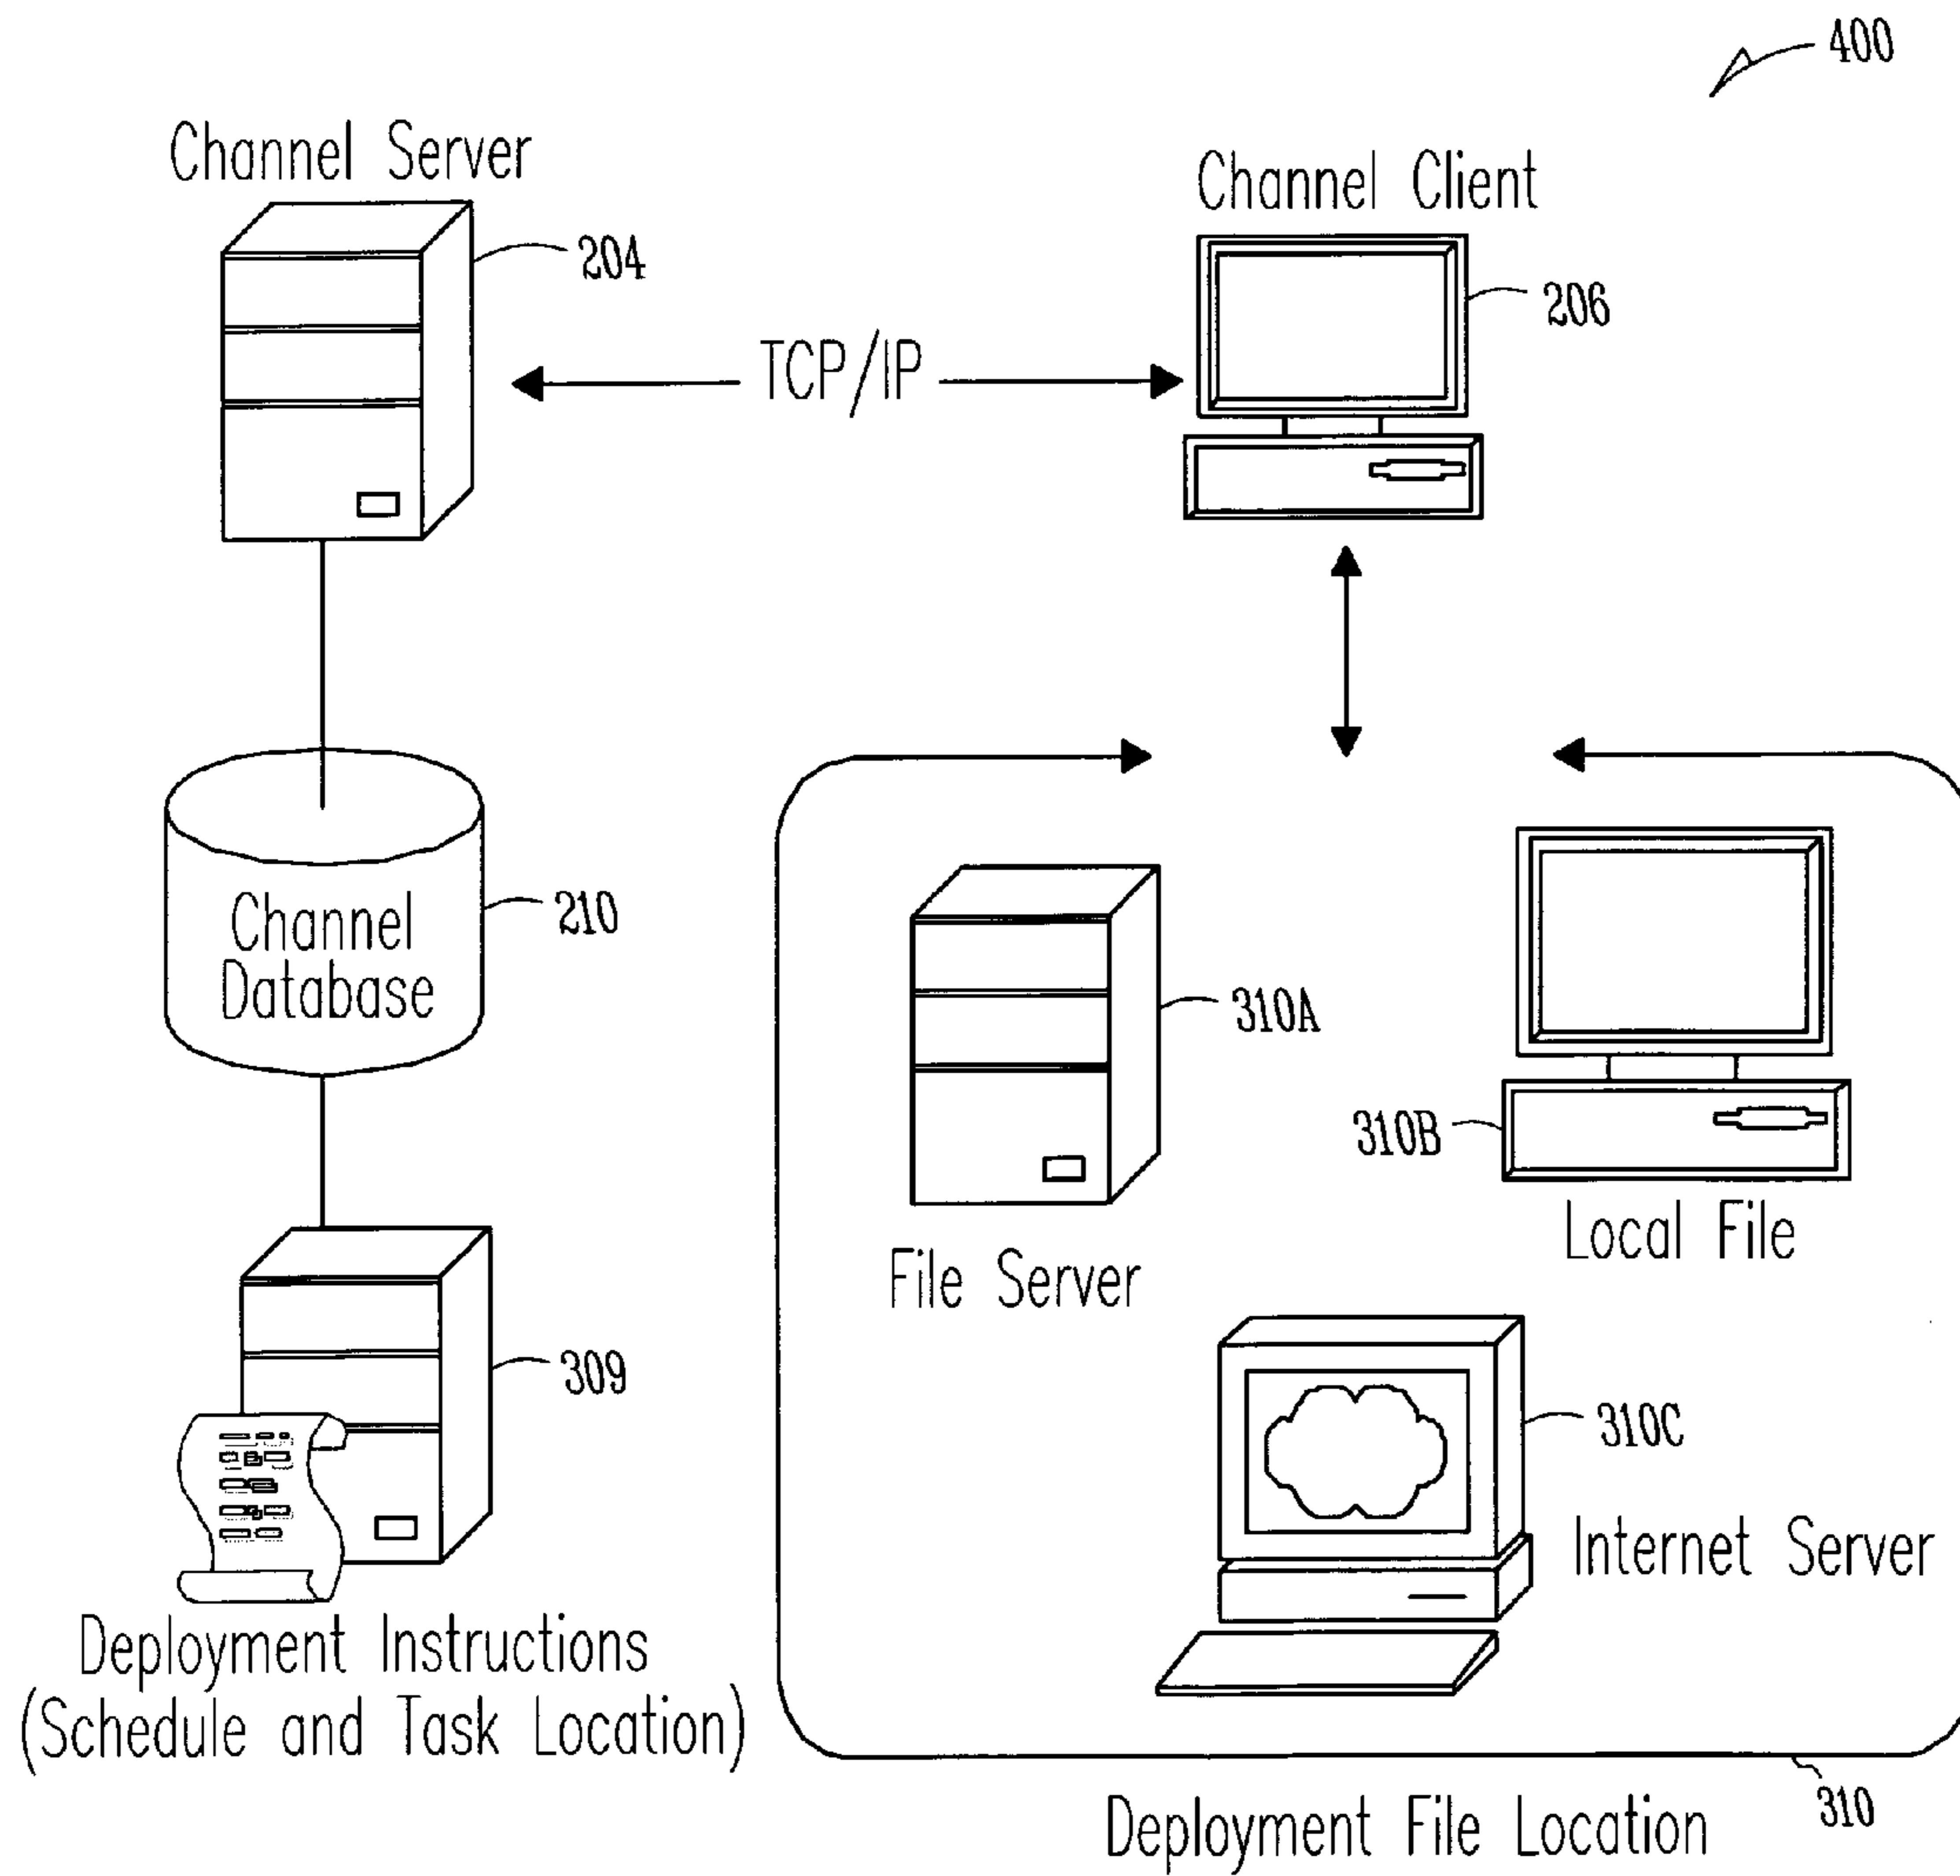 400
Channel Server
204
Channel Client
206
TCP/IP
Channel
Database
210
310A
310B
Local File
File Server
309
310C
Internet Server
Deployment Instructions
(Schedule and Task Location)
310
Deployment File Location